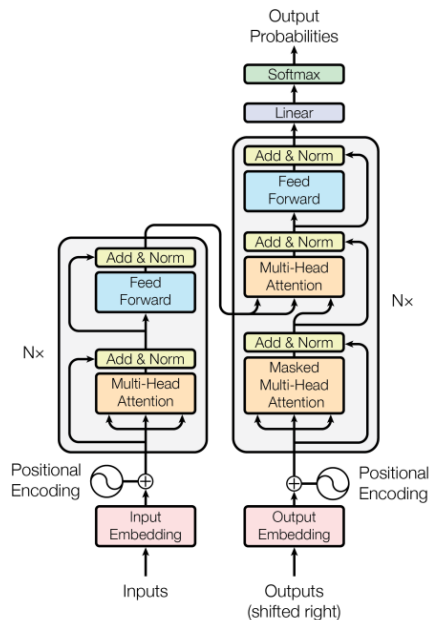 Output
Probabilities
Softmax
Linear
Add & Norm
Feed
Forward
Add & Norm
Multi-Head
Attention
Nx
Add & Norm
Masked
Multi-Head
Attention
Add & Norm
Feed
Forward
Nx
Add & Norm
Multi-Head
Attention
Positional
Encoding
Positional
Encoding
Input
Embedding
Output
Embedding
Inputs
Outputs
(shifted right)